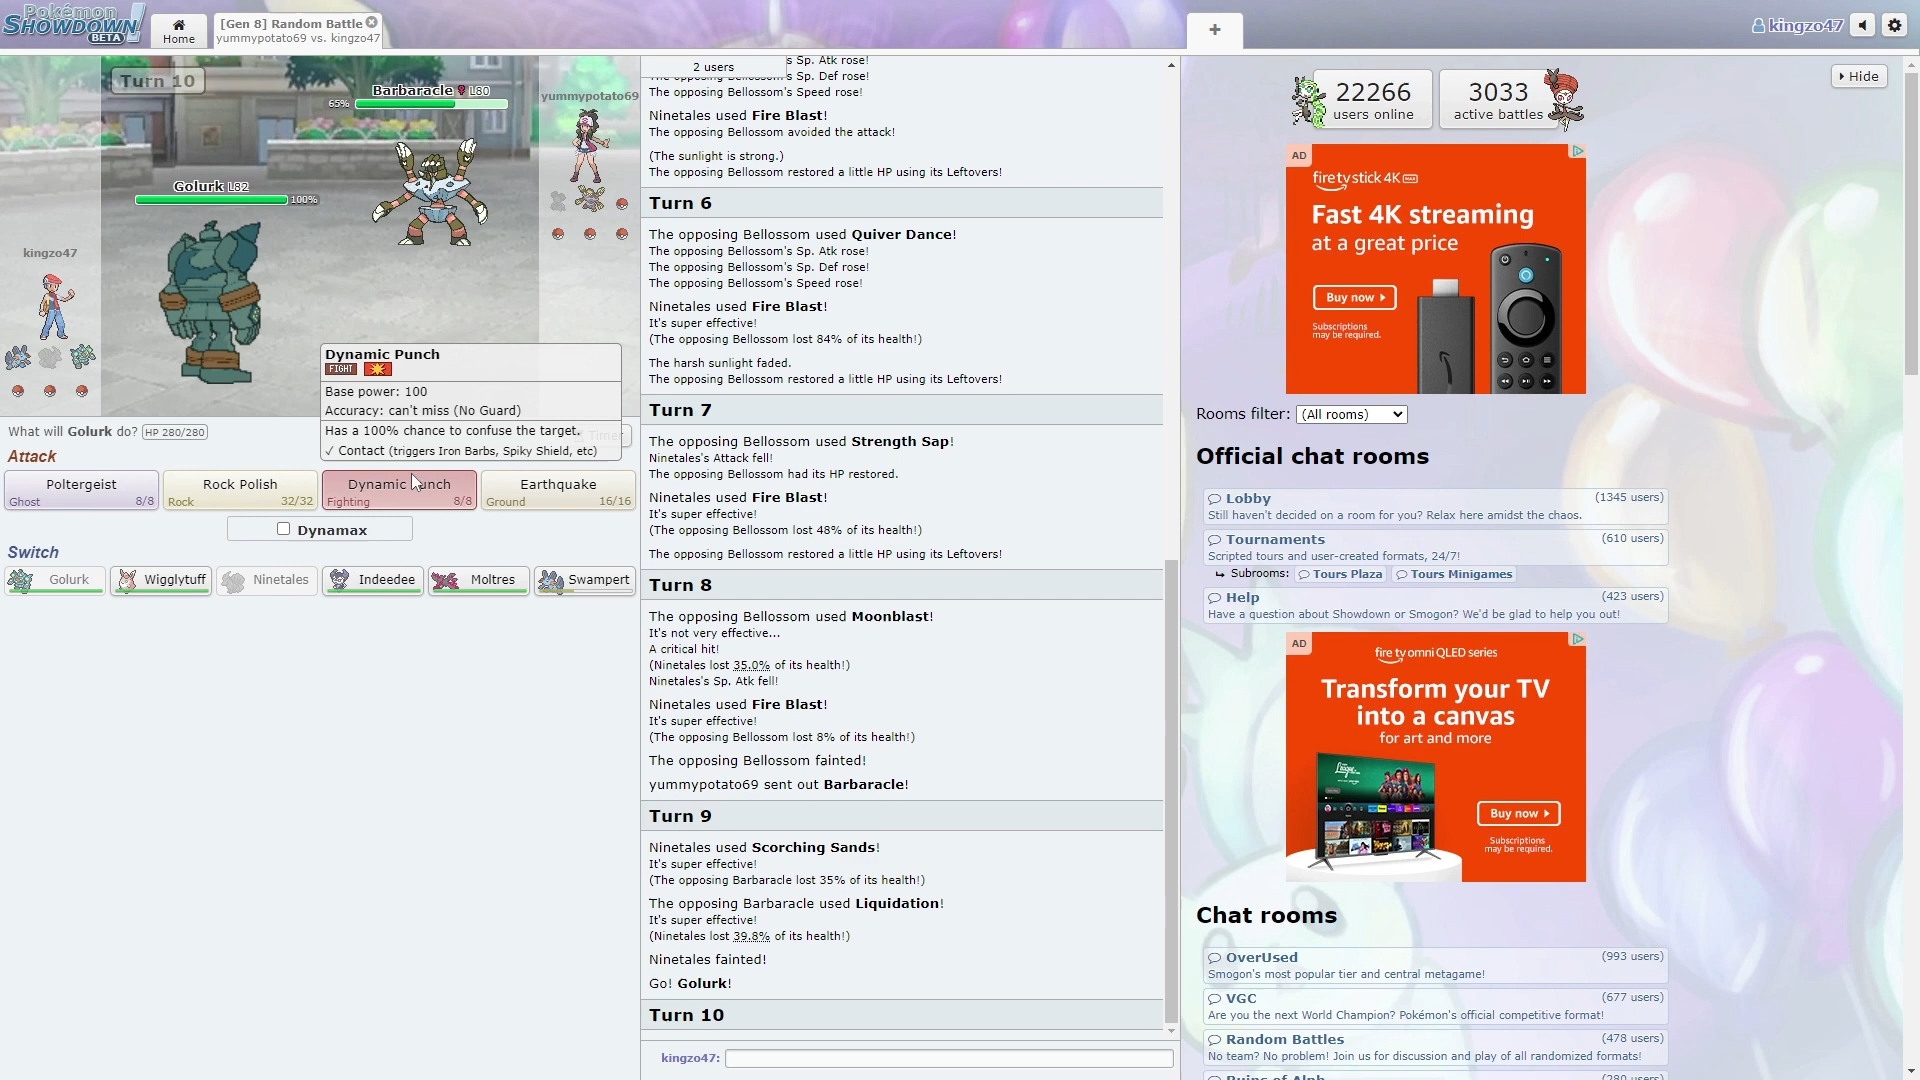 Pokémon
SHOWDOWN!
BETA
Home
[Gen 8] Random Battle
yummypotato69 vs. kingzo47
+
kingzo47
Turn 10
Barbaracle L80
65%
yummypotato69
Golurk L82
100%
kingzo47
Dynamic Punch
FIGHT
Base power: 100
Accuracy: can't miss (No Guard)
Has a 100% chance to confuse the target.
✓ Contact (triggers Iron Barbs, Spiky Shield, etc)
What will Golurk do? HP 280/280
Timer
Attack
Poltergeist
Ghost 8/8
Rock Polish
Rock 32/32
Dynamic Punch
Fighting 8/8
Earthquake
Ground 16/16
Dynamax
Switch
Golurk
Wigglytuff
Ninetales
Indeedee
Moltres
Swampert
2 users
s Sp. Atk rose!
s Sp. Def rose!
The opposing Bellossom's Speed rose!
Ninetales used Fire Blast!
The opposing Bellossom avoided the attack!
(The sunlight is strong.)
The opposing Bellossom restored a little HP using its Leftovers!
Turn 6
The opposing Bellossom used Quiver Dance!
The opposing Bellossom's Sp. Atk rose!
The opposing Bellossom's Sp. Def rose!
The opposing Bellossom's Speed rose!
Ninetales used Fire Blast!
It's super effective!
(The opposing Bellossom lost 84% of its health!)
The harsh sunlight faded.
The opposing Bellossom restored a little HP using its Leftovers!
Turn 7
The opposing Bellossom used Strength Sap!
Ninetales's Attack fell!
The opposing Bellossom had its HP restored.
Ninetales used Fire Blast!
It's super effective!
(The opposing Bellossom lost 48% of its health!)
The opposing Bellossom restored a little HP using its Leftovers!
Turn 8
The opposing Bellossom used Moonblast!
It's not very effective...
A critical hit!
(Ninetales lost 35.0% of its health!)
Ninetales's Sp. Atk fell!
Ninetales used Fire Blast!
It's super effective!
(The opposing Bellossom lost 8% of its health!)
The opposing Bellossom fainted!
yummypotato69 sent out Barbaracle!
Turn 9
Ninetales used Scorching Sands!
It's super effective!
(The opposing Barbaracle lost 35% of its health!)
The opposing Barbaracle used Liquidation!
It's super effective!
(Ninetales lost 39.8% of its health!)
Ninetales fainted!
Go! Golurk!
Turn 10
kingzo47:
Hide
22266
users online
3033
active battles
AD
fire tv stick 4K MAX
Fast 4K streaming
at a great price
Buy now
Subscriptions
may be required.
Rooms filter: (All rooms)
Official chat rooms
Lobby (1345 users)
Still haven't decided on a room for you? Relax here amidst the chaos.
Tournaments (610 users)
Scripted tours and user-created formats, 24/7!
Subrooms: Tours Plaza Tours Minigames
Help (423 users)
Have a question about Showdown or Smogon? We'd be glad to help you out!
AD
fire tv omni QLED series
Transform your TV
into a canvas
for art and more
Buy now
Subscriptions
may be required.
Chat rooms
OverUsed (993 users)
Smogon's most popular tier and central metagame!
VGC (677 users)
Are you the next World Champion? Pokémon's official competitive format!
Random Battles (478 users)
No team? No problem! Join us for discussion and play of all randomized formats!
Ruins of Alph (280 users)